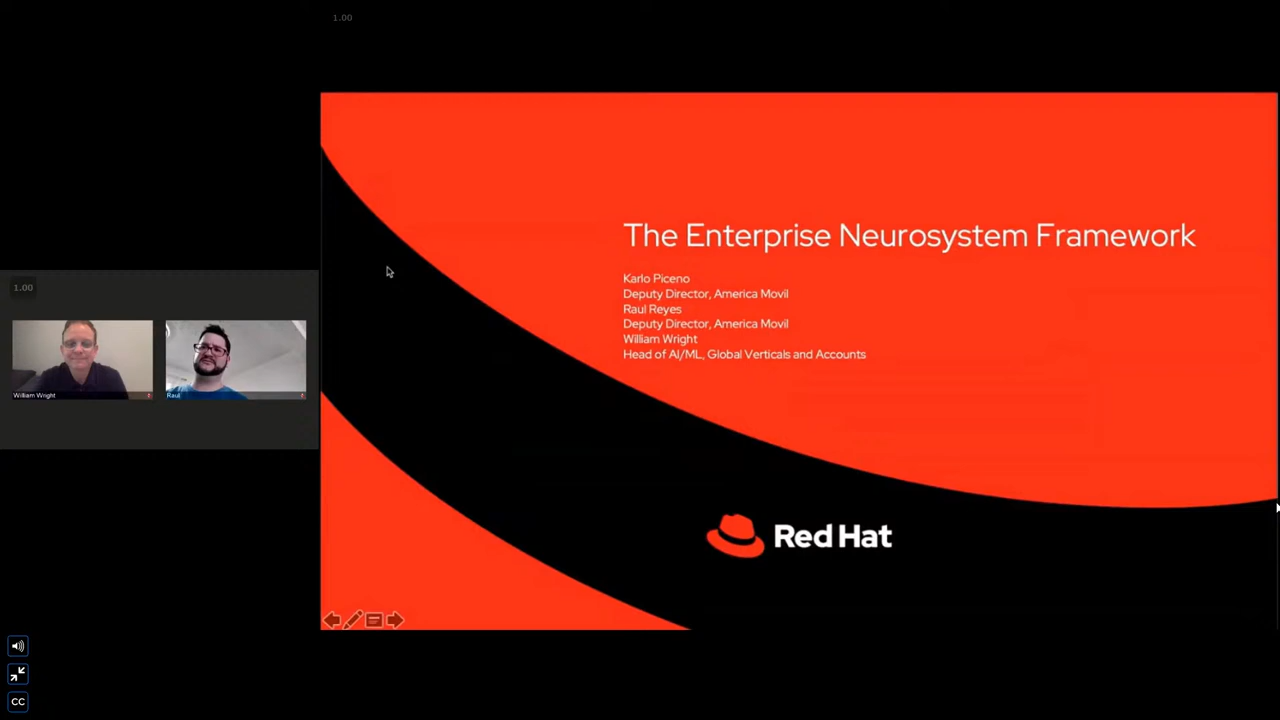 1.00
The Enterprise Neurosystem Framework
Karlo Piceno
Deputy Director, America Movil
Raul Reyes
Deputy Director, America Movil
William Wright
Head of AI/ML, Global Verticals and Accounts
1.00
William Wright
Raul
Red Hat
CC